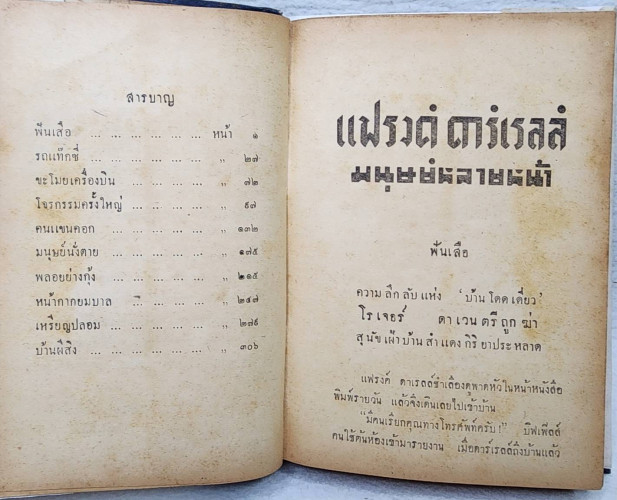 สารบาญ
ฟันเสือ ... ... ... ... ... ... หน้า ๑
รถแท๊กซี่ ... ... ... ... ... ... ,, ๒๗
ขะโมยเครื่องบิน ... ... ... ... ,, ๗๒
โจรกรรมครั้งใหญ่ ... ... ... ... ,, ๙๗
คนแขนคอก ... ... ... ... ... ,, ๑๓๒
มนุษย์นั่งตาย ... ... ... ... ... ,, ๑๗๕
พลอยย่างกุ้ง ... ... ... ... ... ,, ๒๑๕
หน้ากากยมบาล ... ... ... ... ,, ๒๔๗
เหรียญปลอม ... ... ... ... ... ,, ๒๗๙
บ้านผีสิง ... ... ... ... ... ... ,, ๓๐๖
แฟรงค์ ดาร์เรลล์
มนุษย์หลายหน้า
ฟันเสือ
ความลึกลับแห่ง 'บ้านโดดเดี่ยว'
โรเจอร์ ดาเวนตรีถูกฆ่า
สุนัขเฝ้าบ้านสำแดงกิริยาประหลาด
แฟรงค์ ดาเรลล์ชำเลืองดูพาดหัวในหน้าหนังสือ
พิมพ์รายวัน แล้วจึงเดินเลยไปเข้าบ้าน
"มีคนเรียกคุณทางโทรศัพท์ครับ!" บีฟเฟิลส์
คนใช้ต้นห้องเข้ามารายงาน เมื่อดาร์เรลล์ถึงบ้านแล้ว